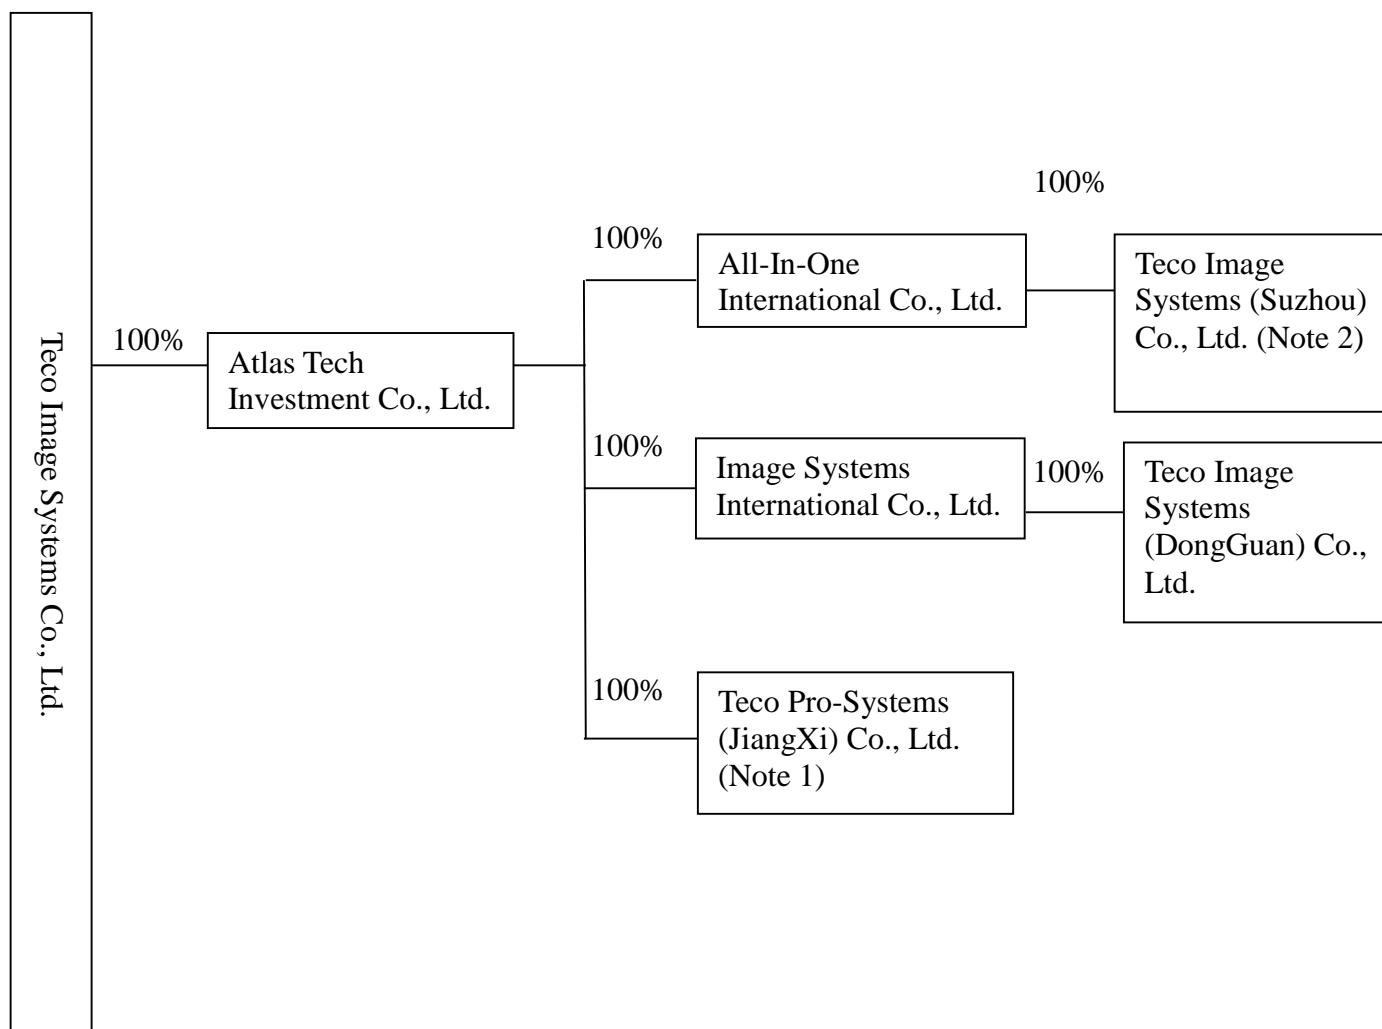 Teco Image Systems Co., Ltd.
100%
Atlas Tech
Investment Co., Ltd.
100%
All-In-One
International Co., Ltd.
100%
Teco Image
Systems (Suzhou)
Co., Ltd. (Note 2)
100%
Image Systems
International Co., Ltd.
100%
Teco Image
Systems
(DongGuan) Co.,
Ltd.
100%
Teco Pro-Systems
(JiangXi) Co., Ltd.
(Note 1)